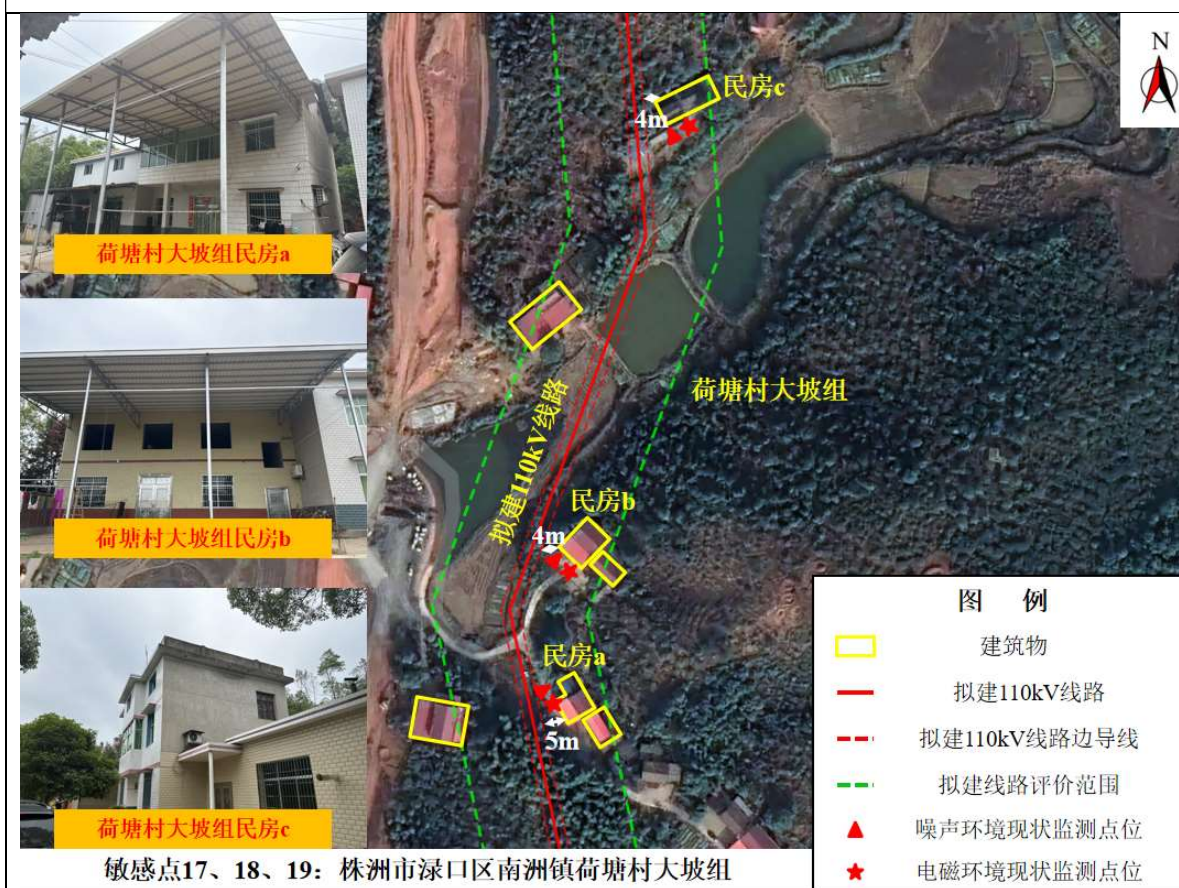 荷塘村大坡组民房a
荷塘村大坡组民房b
荷塘村大坡组民房c
N
民房c
4m
荷塘村大坡组
拟建110kV线路
民房b
4m
民房a
5m
图 例
建筑物
拟建110kV线路
拟建110kV线路边导线
拟建线路评价范围
噪声环境现状监测点位
电磁环境现状监测点位
敏感点17、18、19：株洲市渌口区南洲镇荷塘村大坡组